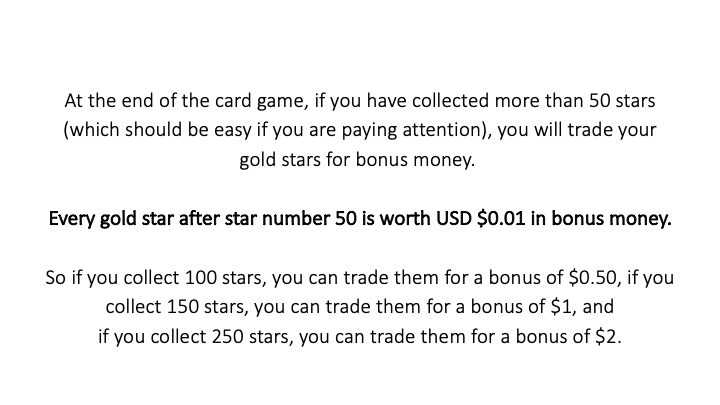 At the end of the card game, if you have collected more than 50 stars
(which should be easy if you are paying attention), you will trade your
gold stars for bonus money.
Every gold star after star number 50 is worth USD $0.01 in bonus money.
So if you collect 100 stars, you can trade them for a bonus of $0.50, if you
collect 150 stars, you can trade them for a bonus of $1, and
if you collect 250 stars, you can trade them for a bonus of $2.